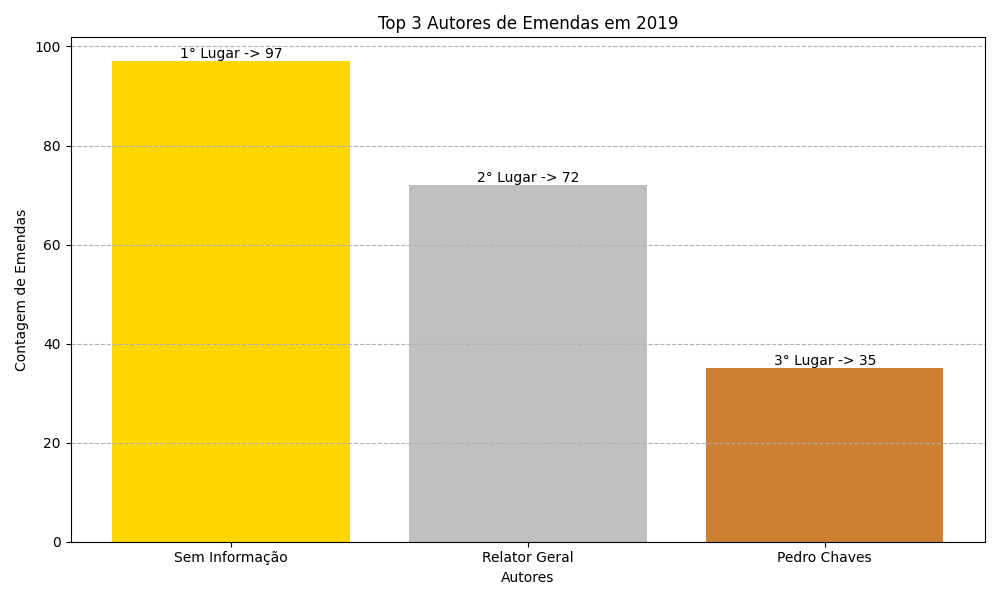 Top 3 Autores de Emendas em 2019
Contagem de Emendas
100
80
60
40
20
0
1° Lugar -> 97
2° Lugar -> 72
3° Lugar -> 35
Sem Informação
Relator Geral
Pedro Chaves
Autores